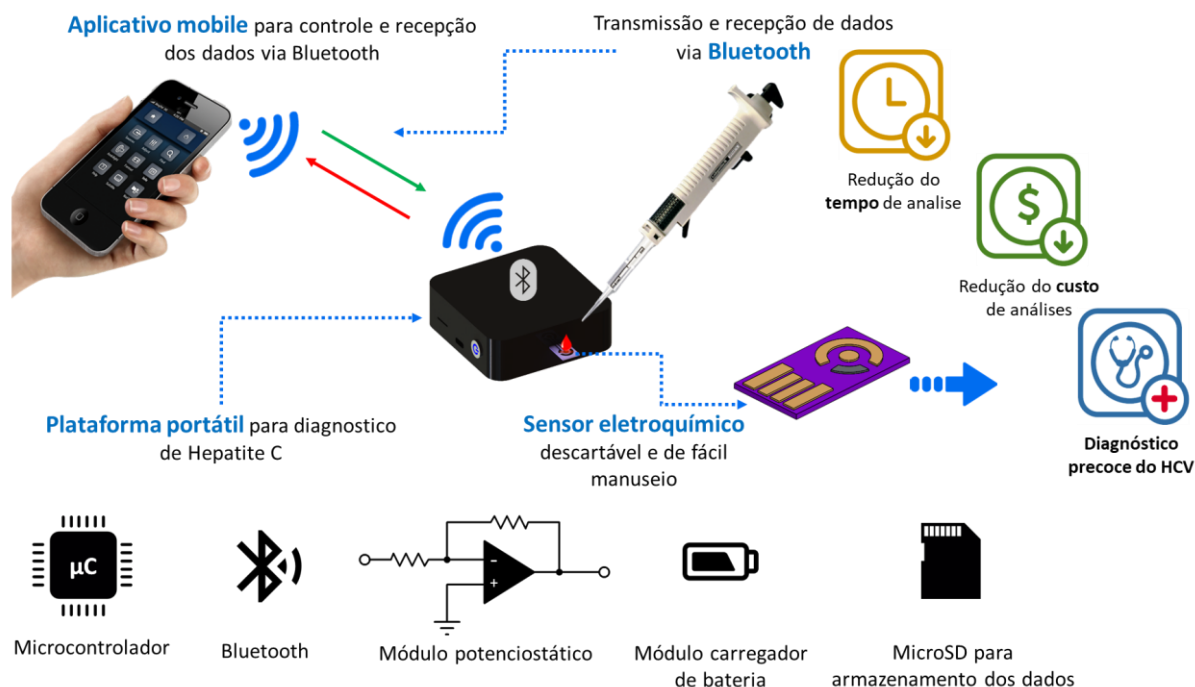 Aplicativo mobile para controle e recepção
dos dados via Bluetooth
Transmissão e recepção de dados
via Bluetooth
Redução do
tempo de analise
$
Redução do custo
de análises
Plataforma portátil para diagnostico
de Hepatite C
Sensor eletroquímico
descartável e de fácil
manuseio
Diagnóstico
precoce do HCV
µC
Microcontrolador
Bluetooth
Módulo potenciostático
Módulo carregador
de bateria
MicroSD para
armazenamento dos dados